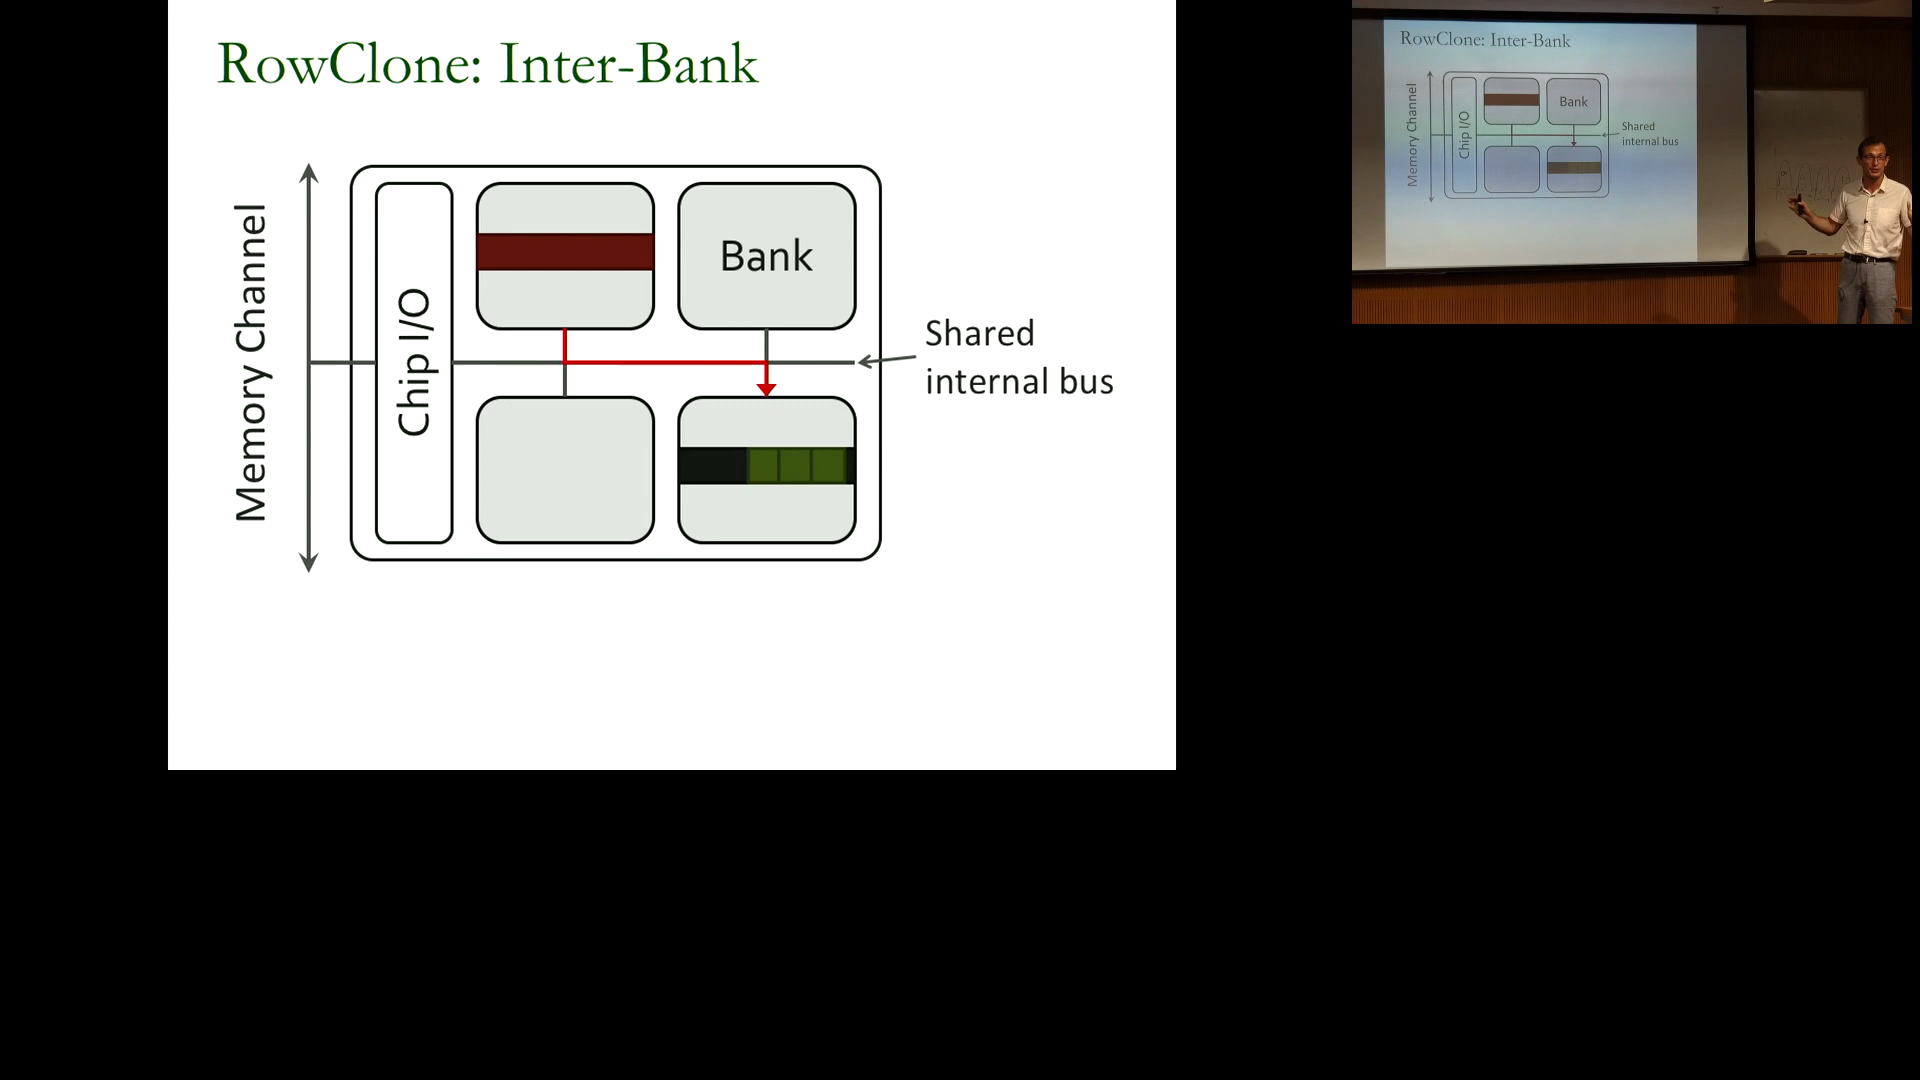 RowClone: Inter-Bank
Memory Channel
Chip I/O
Bank
Shared
internal bus
RowClone: Inter-Bank
Memory Channel
Chip I/O
Bank
Shared
internal bus